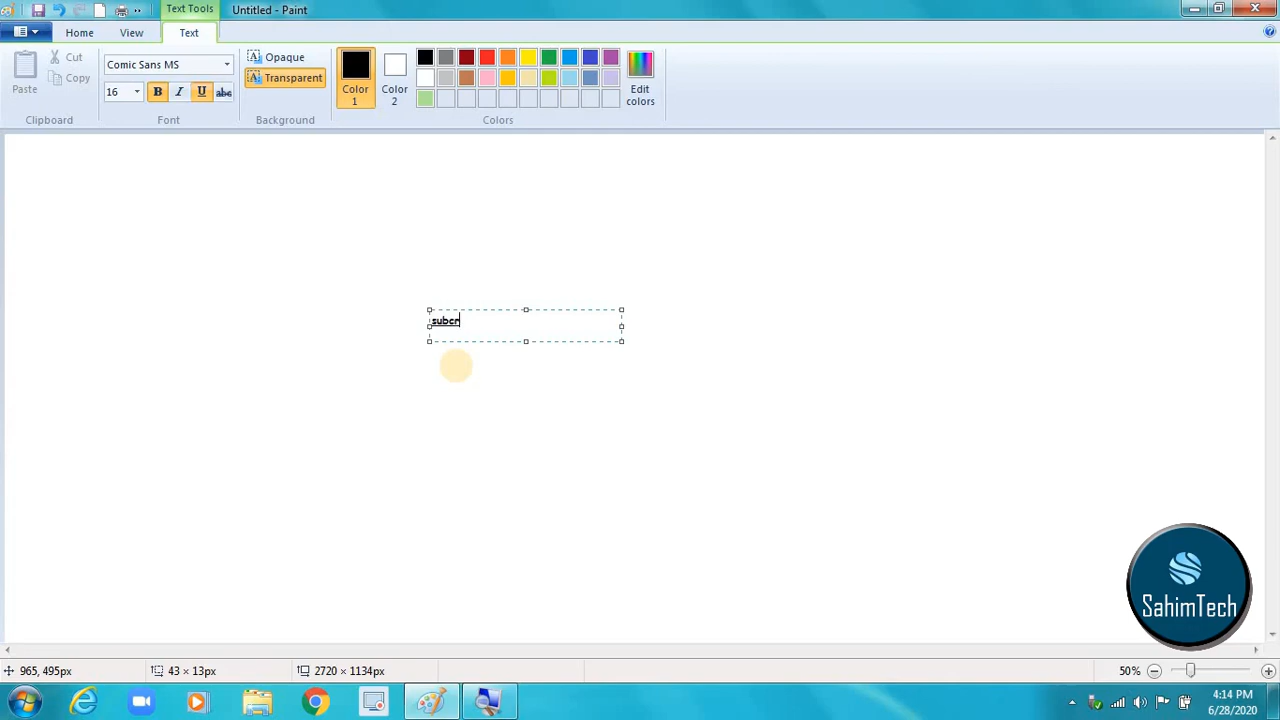 Text Tools
Untitled - Paint
Home
View
Text
Paste
Cut
Copy
Clipboard
Comic Sans MS
16
B I U abc
Font
Opaque
Transparent
Background
Color 1
Color 2
Edit colors
Colors
subcr
SahimTech
965, 495px
43 × 13px
2720 × 1134px
50%
4:14 PM
6/28/2020